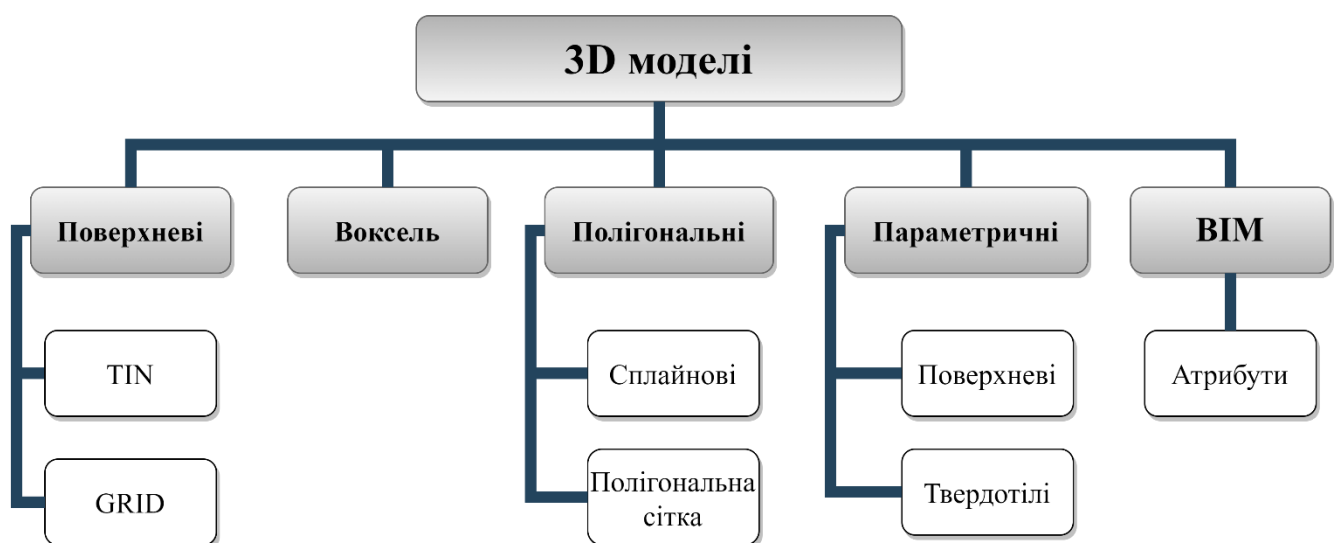 3D моделі
Поверхневі
Воксель
Полігональні
Параметричні
BIM
TIN
Сплайнові
Поверхневі
Атрибути
GRID
Полігональна
сітка
Твердотілі